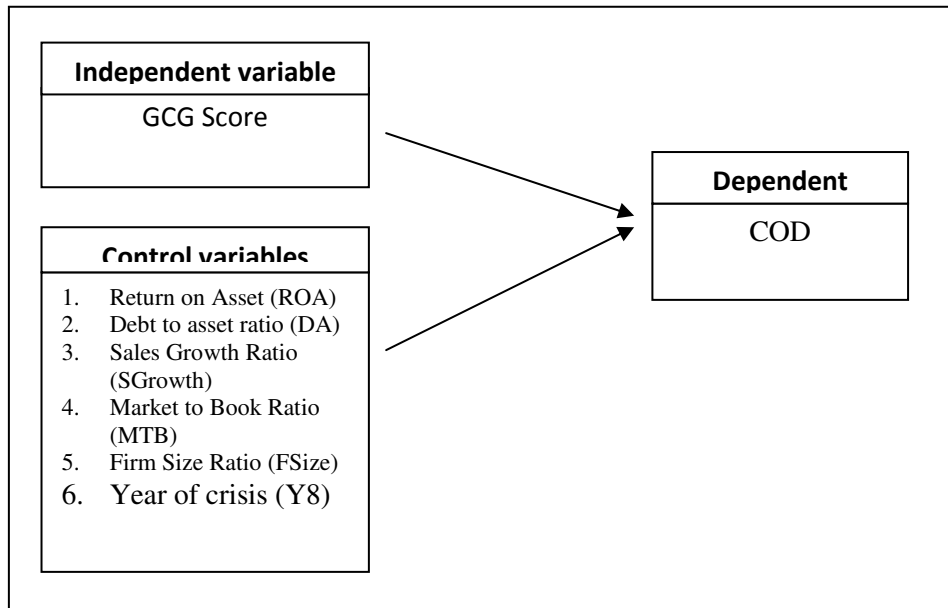 Independent variable
GCG Score
Dependent
COD
Control variables
1. Return on Asset (ROA)
2. Debt to asset ratio (DA)
3. Sales Growth Ratio
(SGrowth)
4. Market to Book Ratio
(MTB)
5. Firm Size Ratio (FSize)
6. Year of crisis (Y8)